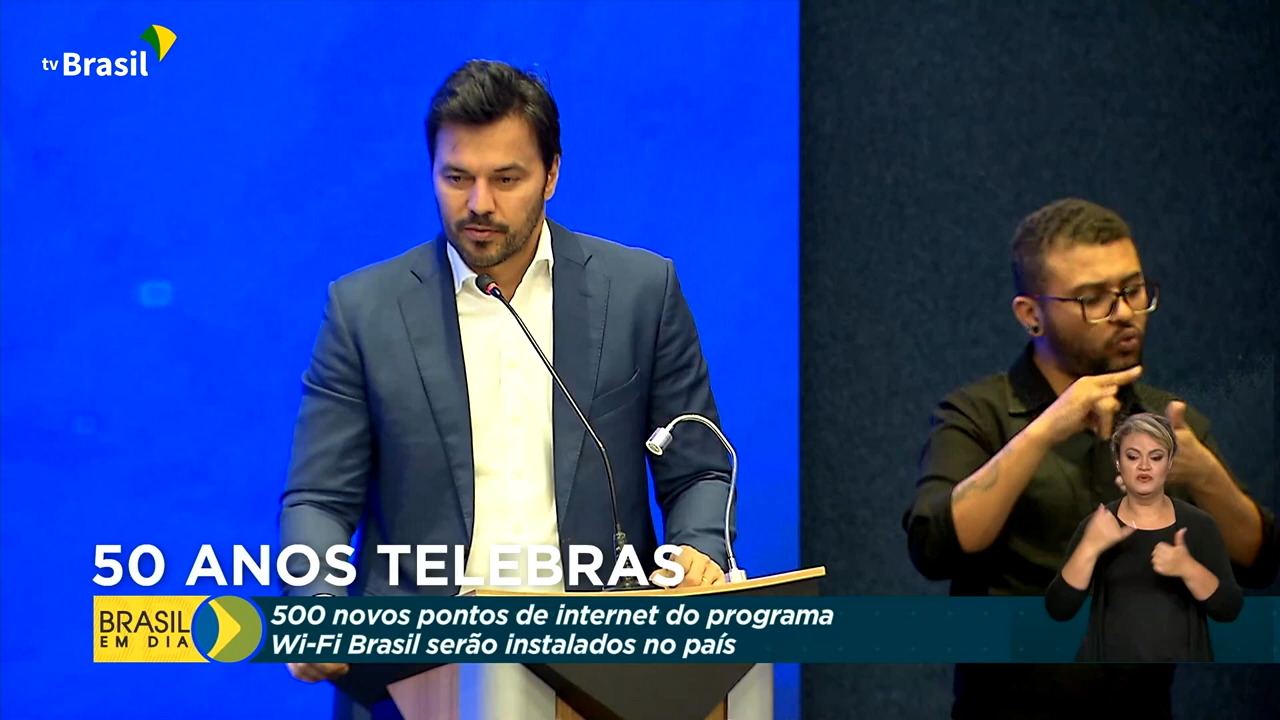 tv Brasil
50 ANOS TELEBRAS
BRASIL
EM DIA
500 novos pontos de internet do programa
Wi-Fi Brasil serão instalados no país